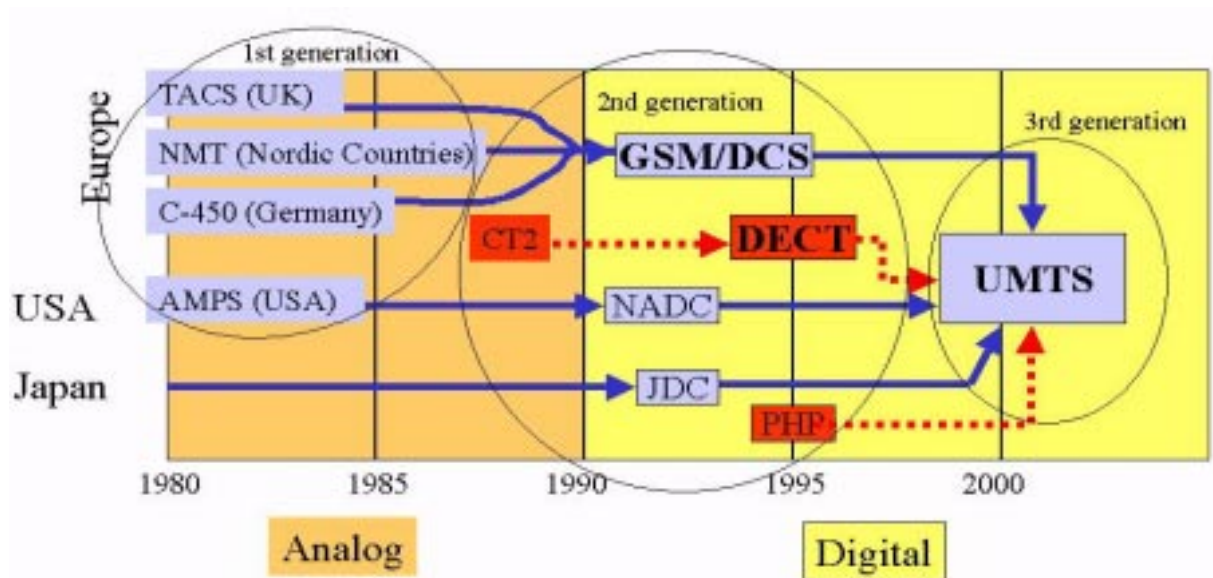 1st generation
TACS (UK)
2nd generation
3rd generation
Europe
NMT (Nordic Countries)
GSM/DCS
C-450 (Germany)
CT2
DECT
UMTS
USA
AMPS (USA)
NADC
Japan
JDC
PHP
1980 1985 1990 1995 2000
Analog
Digital